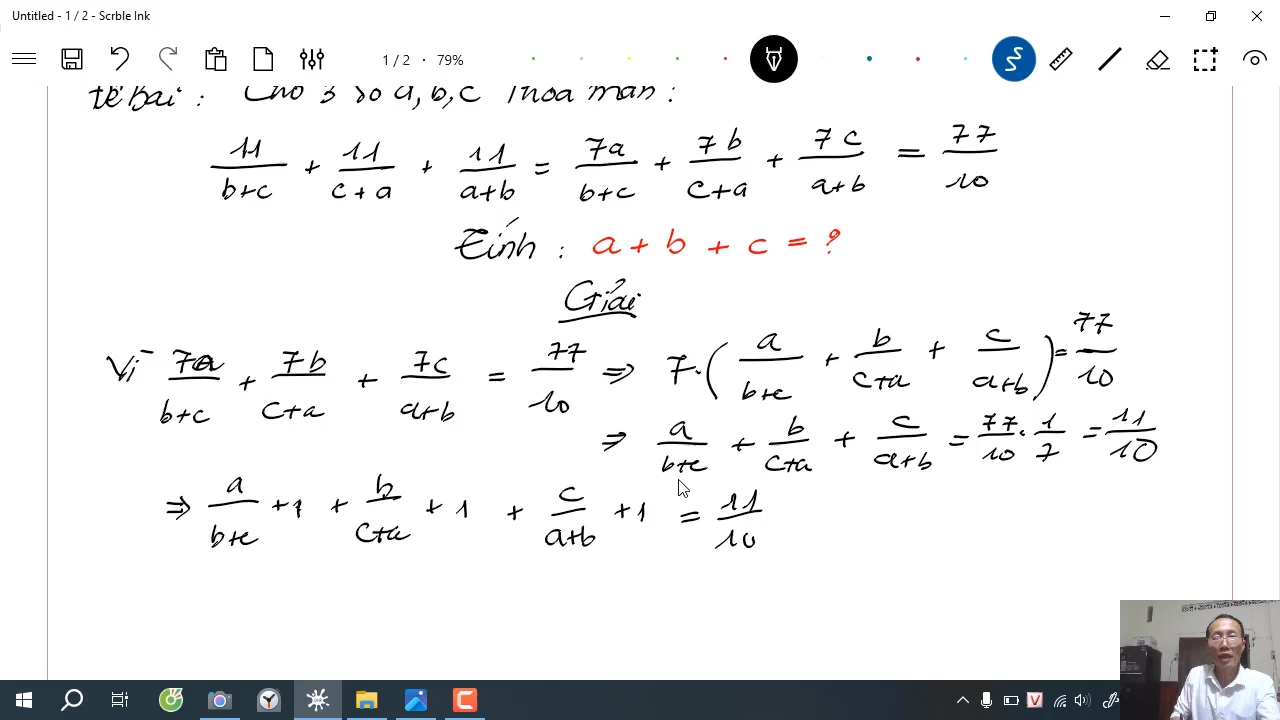 Untitled - 1 / 2 - Scrble Ink
1 / 2 • 79%
Đề bài : Cho 3 số a, b, c Thỏa mãn :
11/(b+c) + 11/(c+a) + 11/(a+b) = 7a/(b+c) + 7b/(c+a) + 7c/(a+b) = 77/10
Tính : a + b + c = ?
Giải
Vì 7a/(b+c) + 7b/(c+a) + 7c/(a+b) = 77/10 ⇒ 7·(a/(b+c) + b/(c+a) + c/(a+b)) = 77/10
⇒ a/(b+c) + b/(c+a) + c/(a+b) = 77/10 · 1/7 = 11/10
⇒ a/(b+c) + 1 + b/(c+a) + 1 + c/(a+b) + 1 = 11/10